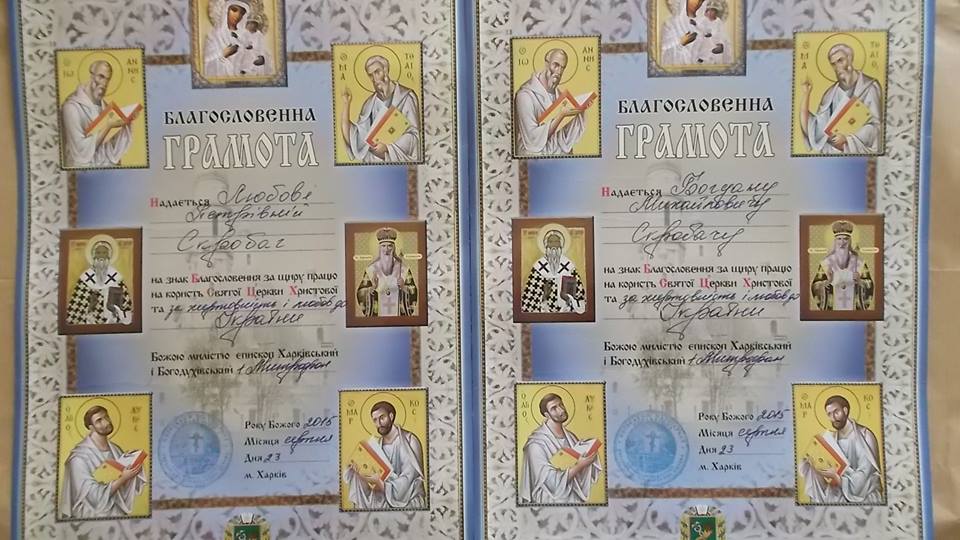 БЛАГОСЛОВЕННА
ГРАМОТА
Надається Любові
Петрівній
Скробач
на знак Благословення за щиру працю
на користь Святої Церкви Христової
та за жертовність і любов до
України
Божою милістю єпископ Харківський
і Богодухівський + Митрофан
Року Божого 2015
Місяця серпня
Дня 23
м. Харків
БЛАГОСЛОВЕННА
ГРАМОТА
Надається Богдану
Михайловичу
Скробачу
на знак Благословення за щиру працю
на користь Святої Церкви Христової
та за жертовність і любов до
України
Божою милістю єпископ Харківський
і Богодухівський + Митрофан
Року Божого 2015
Місяця серпня
Дня 23
м. Харків